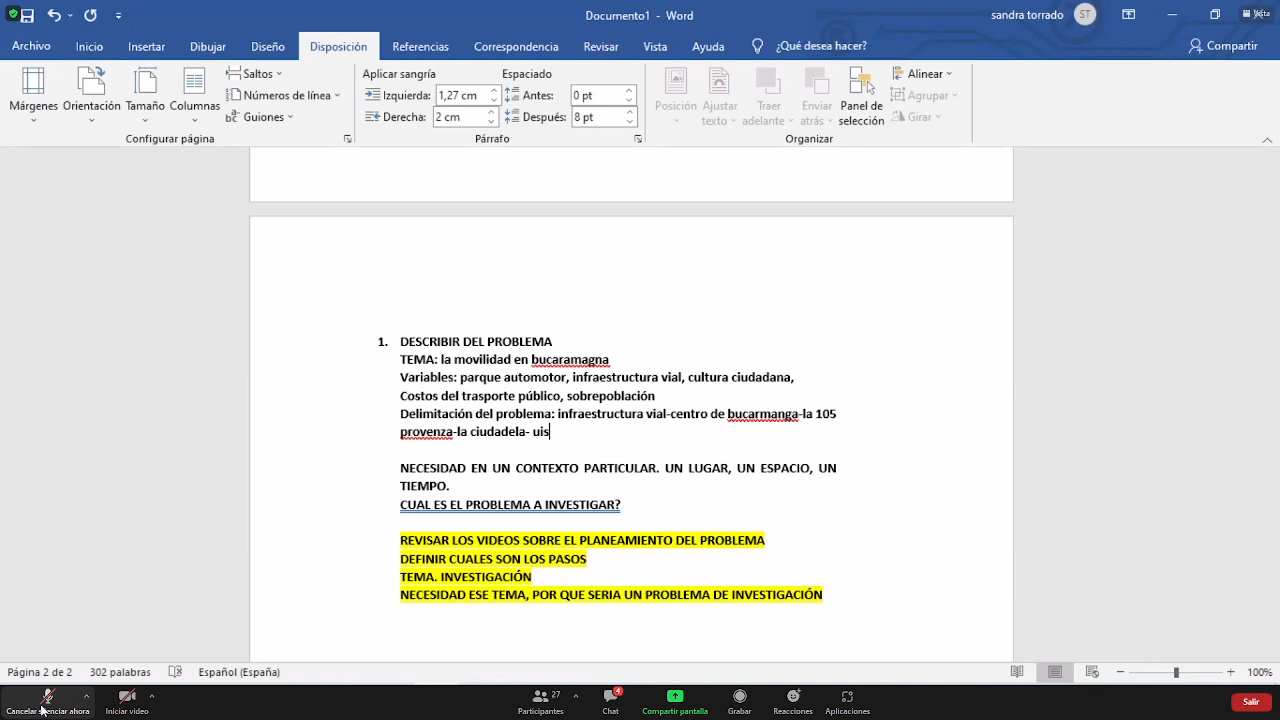 Documento1 - Word
sandra torrado
ST
Vista
Archivo
Inicio
Insertar
Dibujar
Diseño
Disposición
Referencias
Correspondencia
Revisar
Vista
Ayuda
¿Qué desea hacer?
Compartir
Márgenes
Orientación
Tamaño
Columnas
Saltos
Números de línea
Guiones
Configurar página
Aplicar sangría
Izquierda: 1,27 cm
Derecha: 2 cm
Espaciado
Antes: 0 pt
Después: 8 pt
Párrafo
Posición
Ajustar texto
Traer adelante
Enviar atrás
Panel de selección
Alinear
Agrupar
Girar
Organizar
1. DESCRIBIR DEL PROBLEMA
TEMA: la movilidad en bucaramagna
Variables: parque automotor, infraestructura vial, cultura ciudadana,
Costos del trasporte público, sobrepoblación
Delimitación del problema: infraestructura vial-centro de bucarmanga-la 105
provenza-la ciudadela- uis
NECESIDAD EN UN CONTEXTO PARTICULAR. UN LUGAR, UN ESPACIO, UN
TIEMPO.
CUAL ES EL PROBLEMA A INVESTIGAR?
REVISAR LOS VIDEOS SOBRE EL PLANEAMIENTO DEL PROBLEMA
DEFINIR CUALES SON LOS PASOS
TEMA. INVESTIGACIÓN
NECESIDAD ESE TEMA, POR QUE SERIA UN PROBLEMA DE INVESTIGACIÓN
Página 2 de 2
302 palabras
Español (España)
100%
Cancelar silenciar ahora
Iniciar video
27
Participantes
4
Chat
Compartir pantalla
Grabar
Reacciones
Aplicaciones
Salir